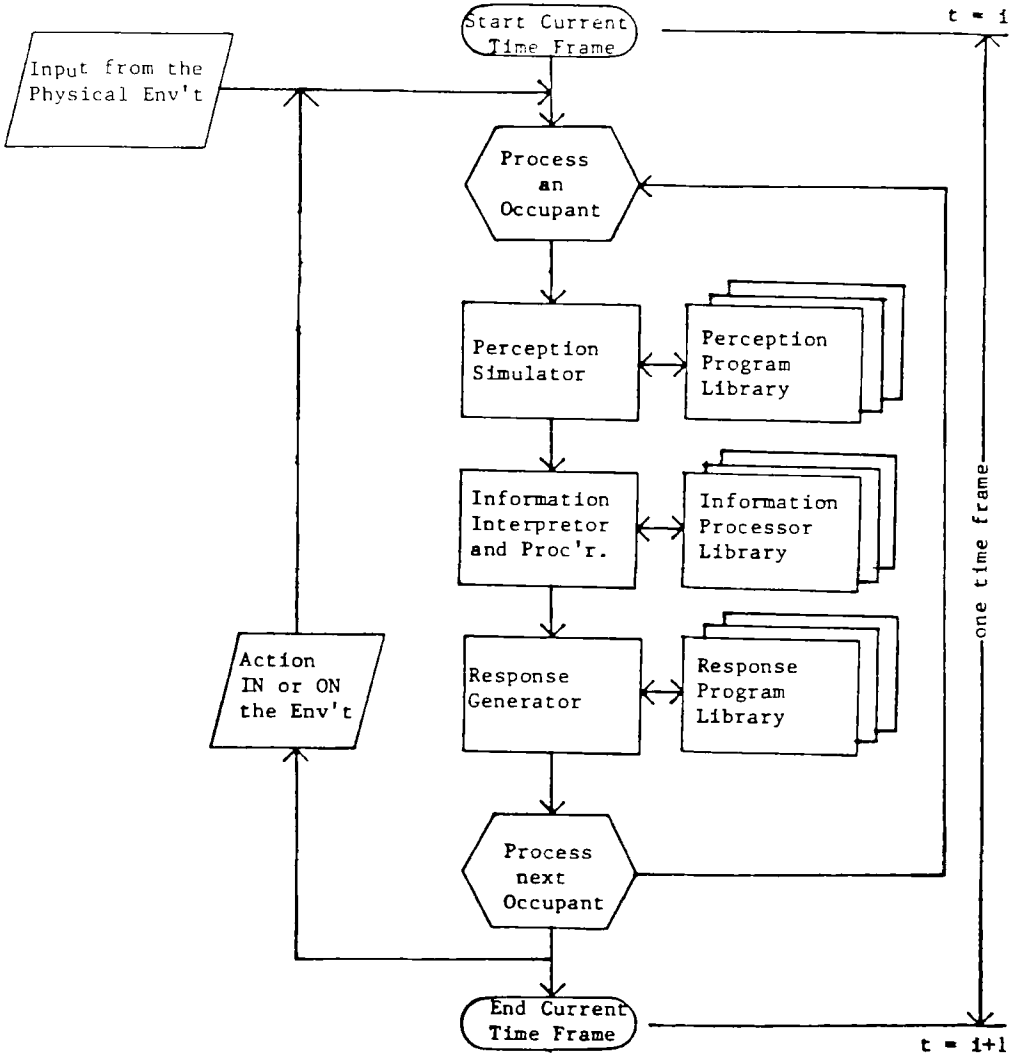 Start Current
Time Frame
t = i
Input from the
Physical Env't
Process
an
Occupant
Perception
Simulator
Perception
Program
Library
Information
Interpretor
and Proc'r.
Information
Processor
Library
one time frame
Action
IN or ON
the Env't
Response
Generator
Response
Program
Library
Process
next
Occupant
End Current
Time Frame
t = i+1